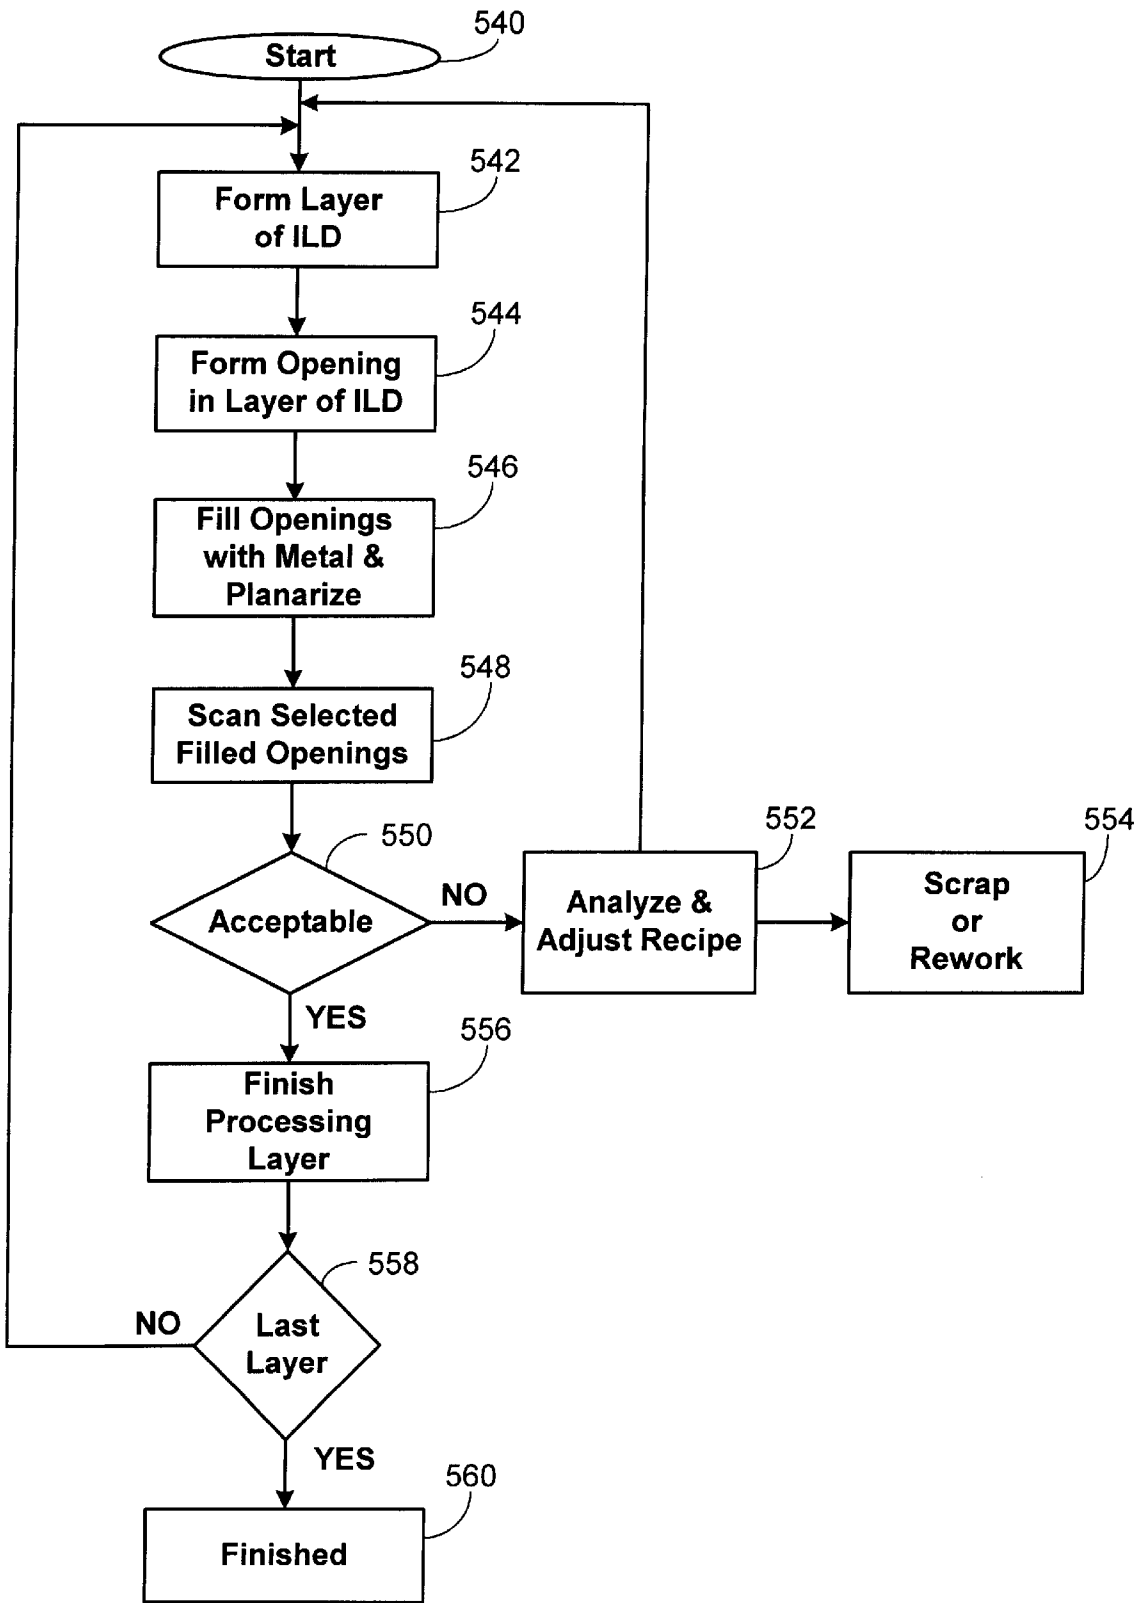 540
Start
542
Form Layer
of ILD
544
Form Opening
in Layer of ILD
546
Fill Openings
with Metal &
Planarize
548
Scan Selected
Filled Openings
550
Acceptable
NO
552
Analyze &
Adjust Recipe
554
Scrap
or
Rework
YES
556
Finish
Processing
Layer
558
NO
Last
Layer
YES
560
Finished